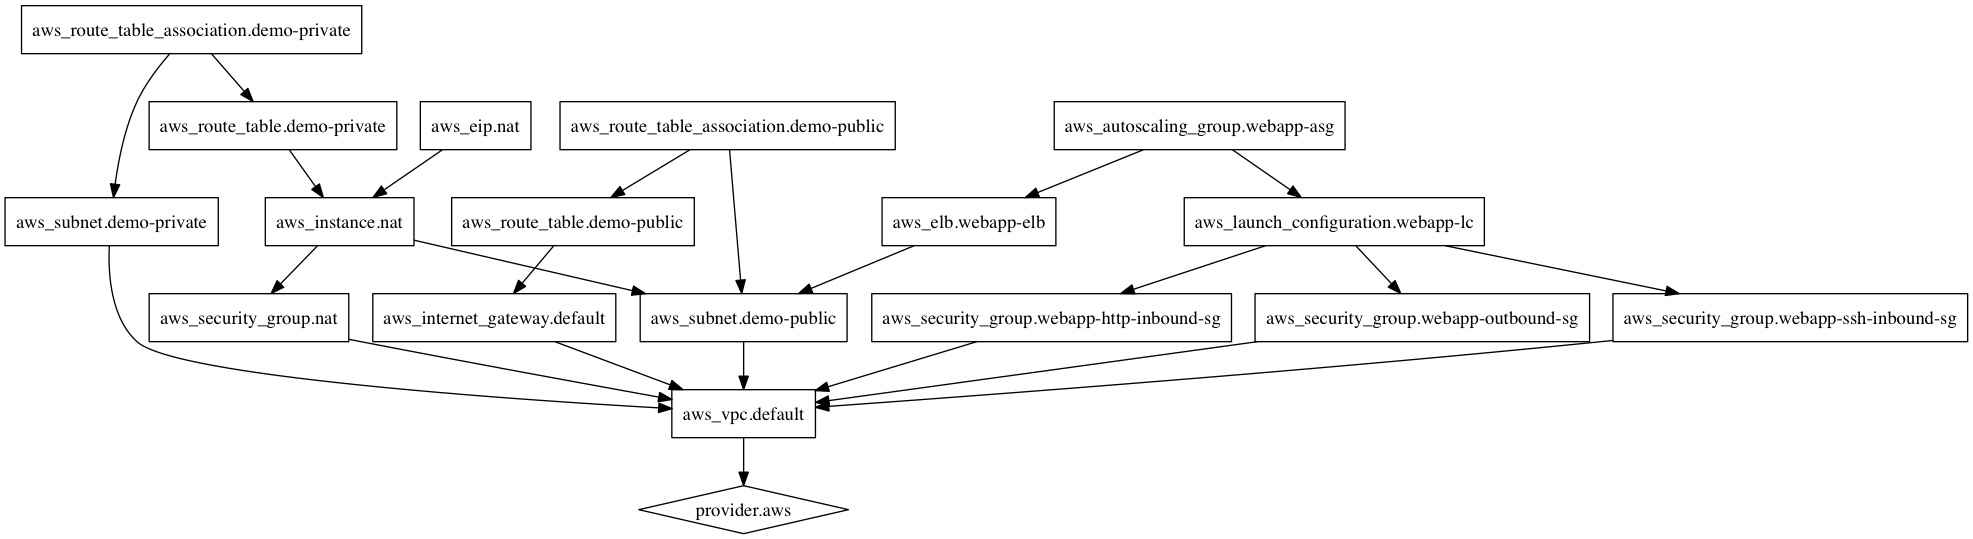 aws_route_table_association.demo-private
aws_route_table.demo-private
aws_eip.nat
aws_route_table_association.demo-public
aws_autoscaling_group.webapp-asg
aws_subnet.demo-private
aws_instance.nat
aws_route_table.demo-public
aws_elb.webapp-elb
aws_launch_configuration.webapp-lc
aws_security_group.nat
aws_internet_gateway.default
aws_subnet.demo-public
aws_security_group.webapp-http-inbound-sg
aws_security_group.webapp-outbound-sg
aws_security_group.webapp-ssh-inbound-sg
aws_vpc.default
provider.aws